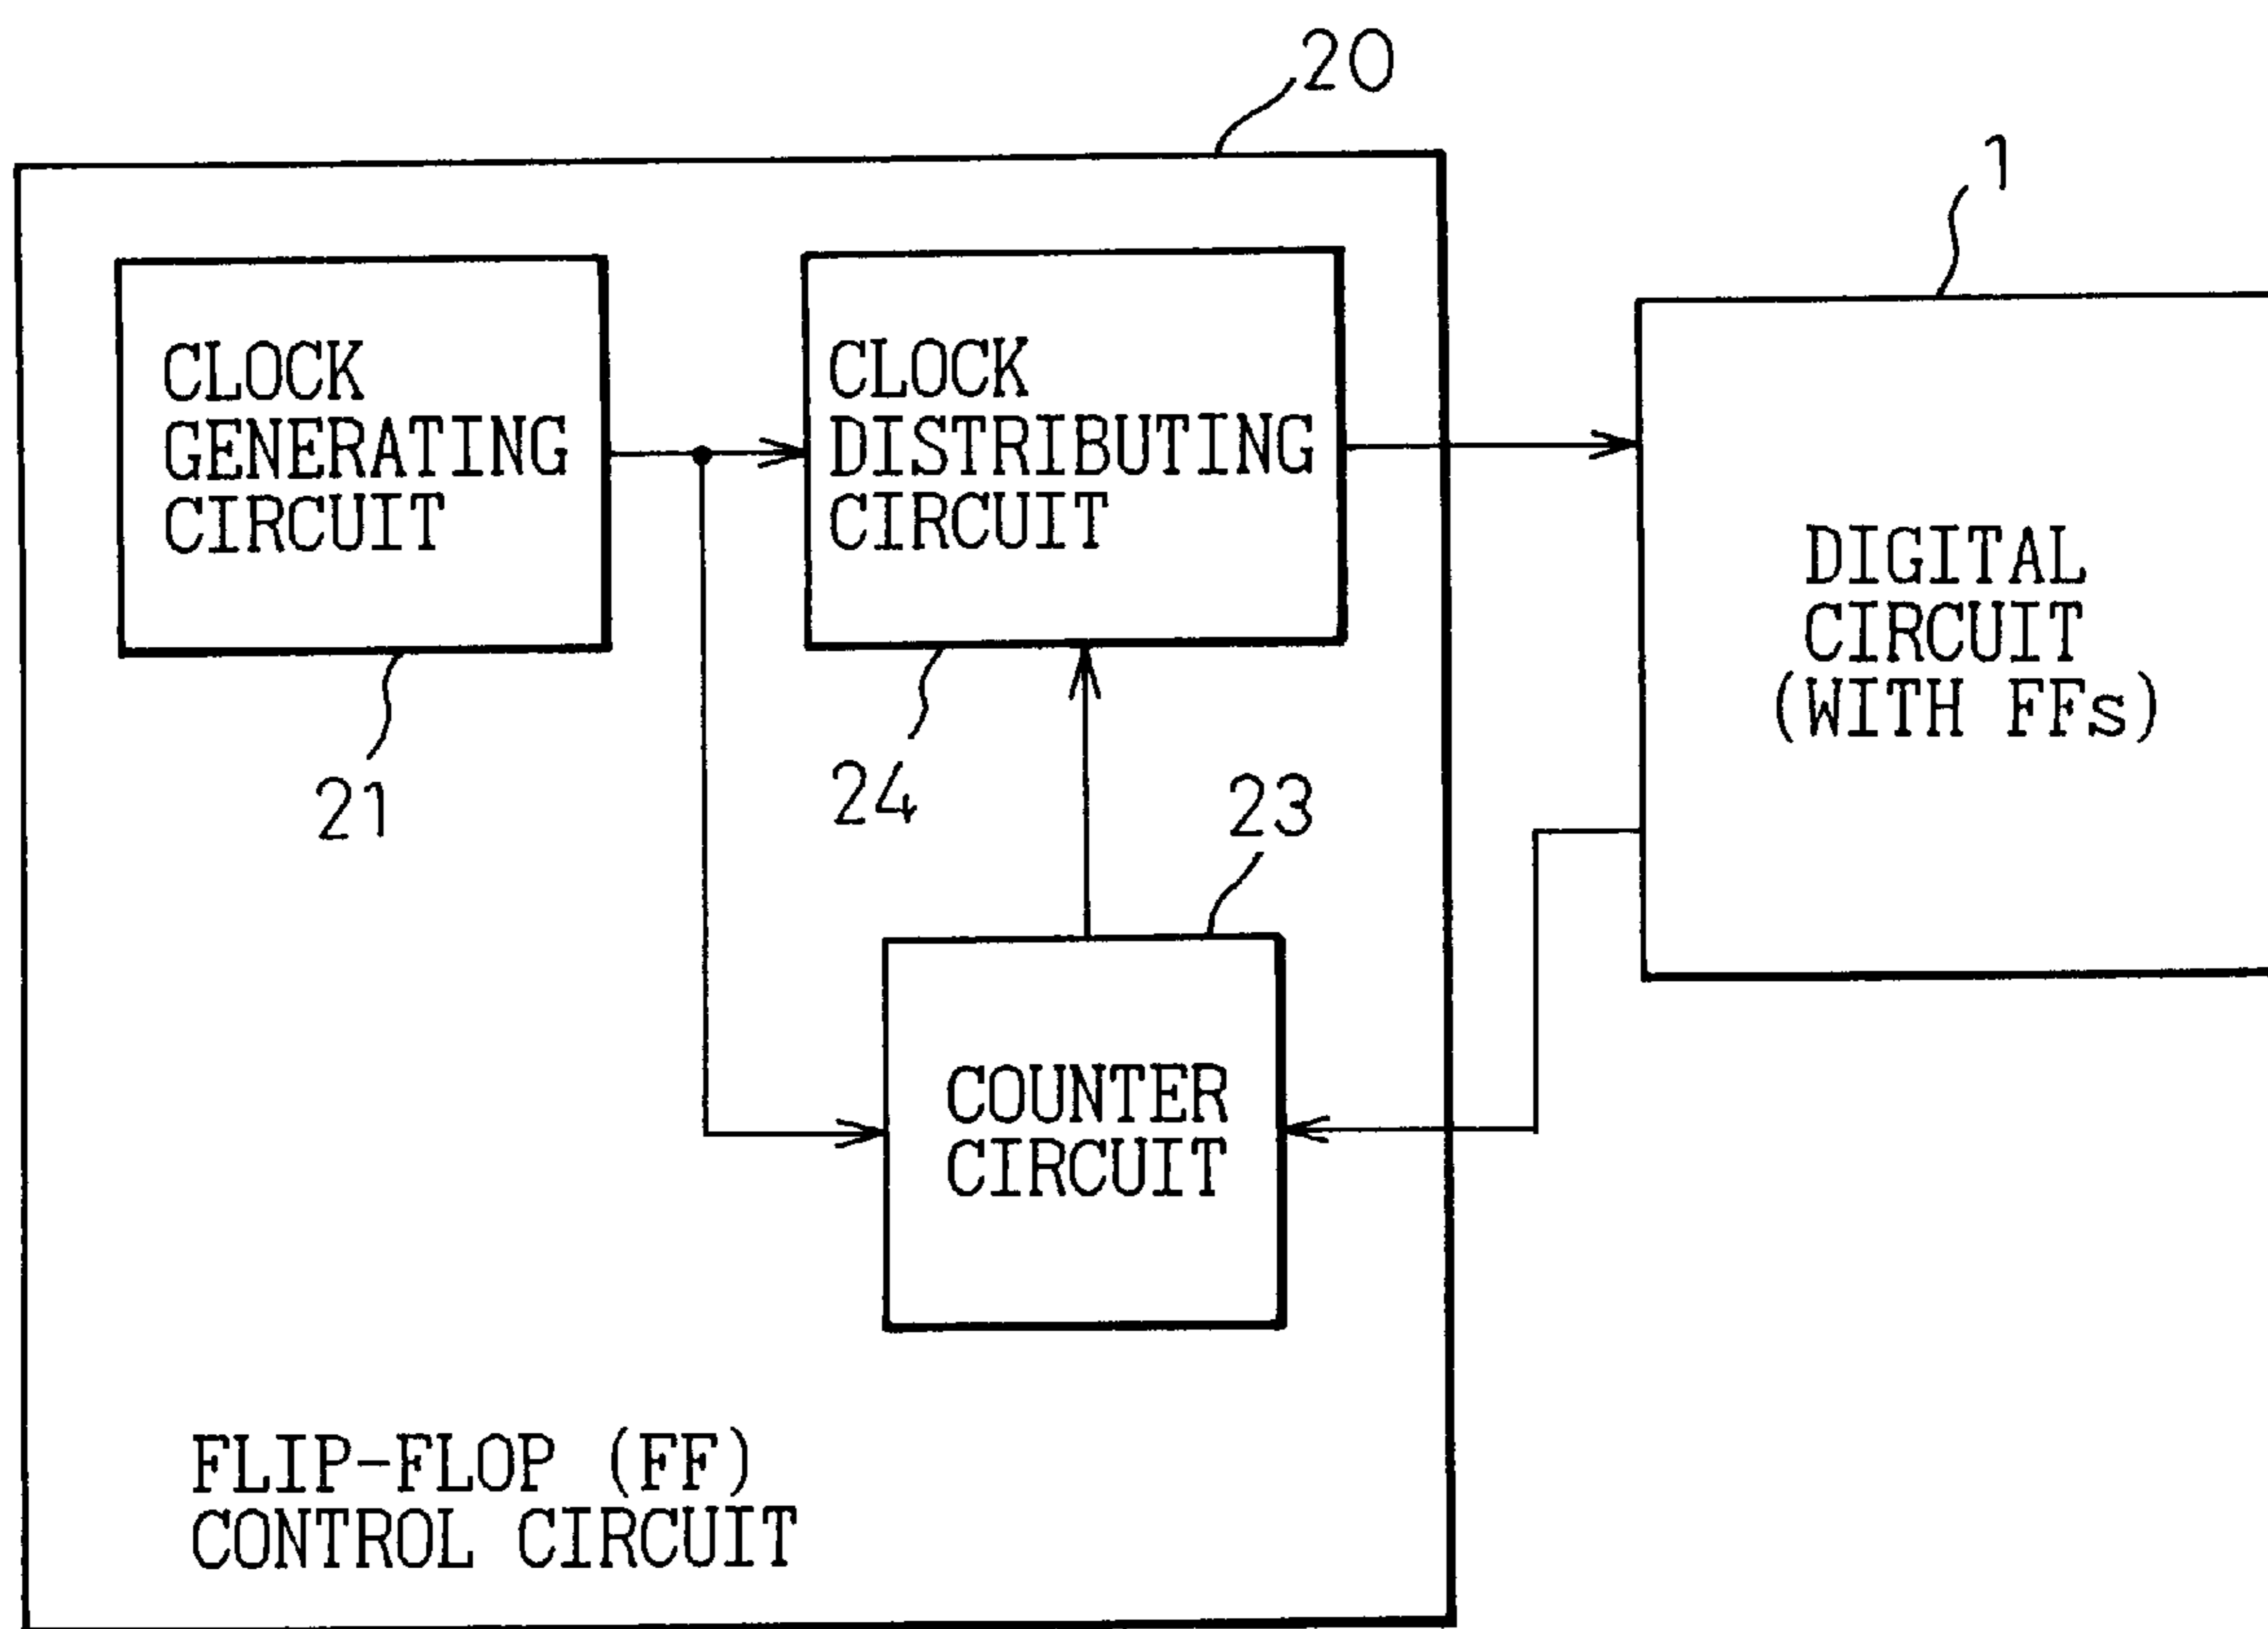 20
1
CLOCK
GENERATING
CIRCUIT
CLOCK
DISTRIBUTING
CIRCUIT
DIGITAL
CIRCUIT
(WITH FFs)
21
24
23
COUNTER
CIRCUIT
FLIP-FLOP (FF)
CONTROL CIRCUIT